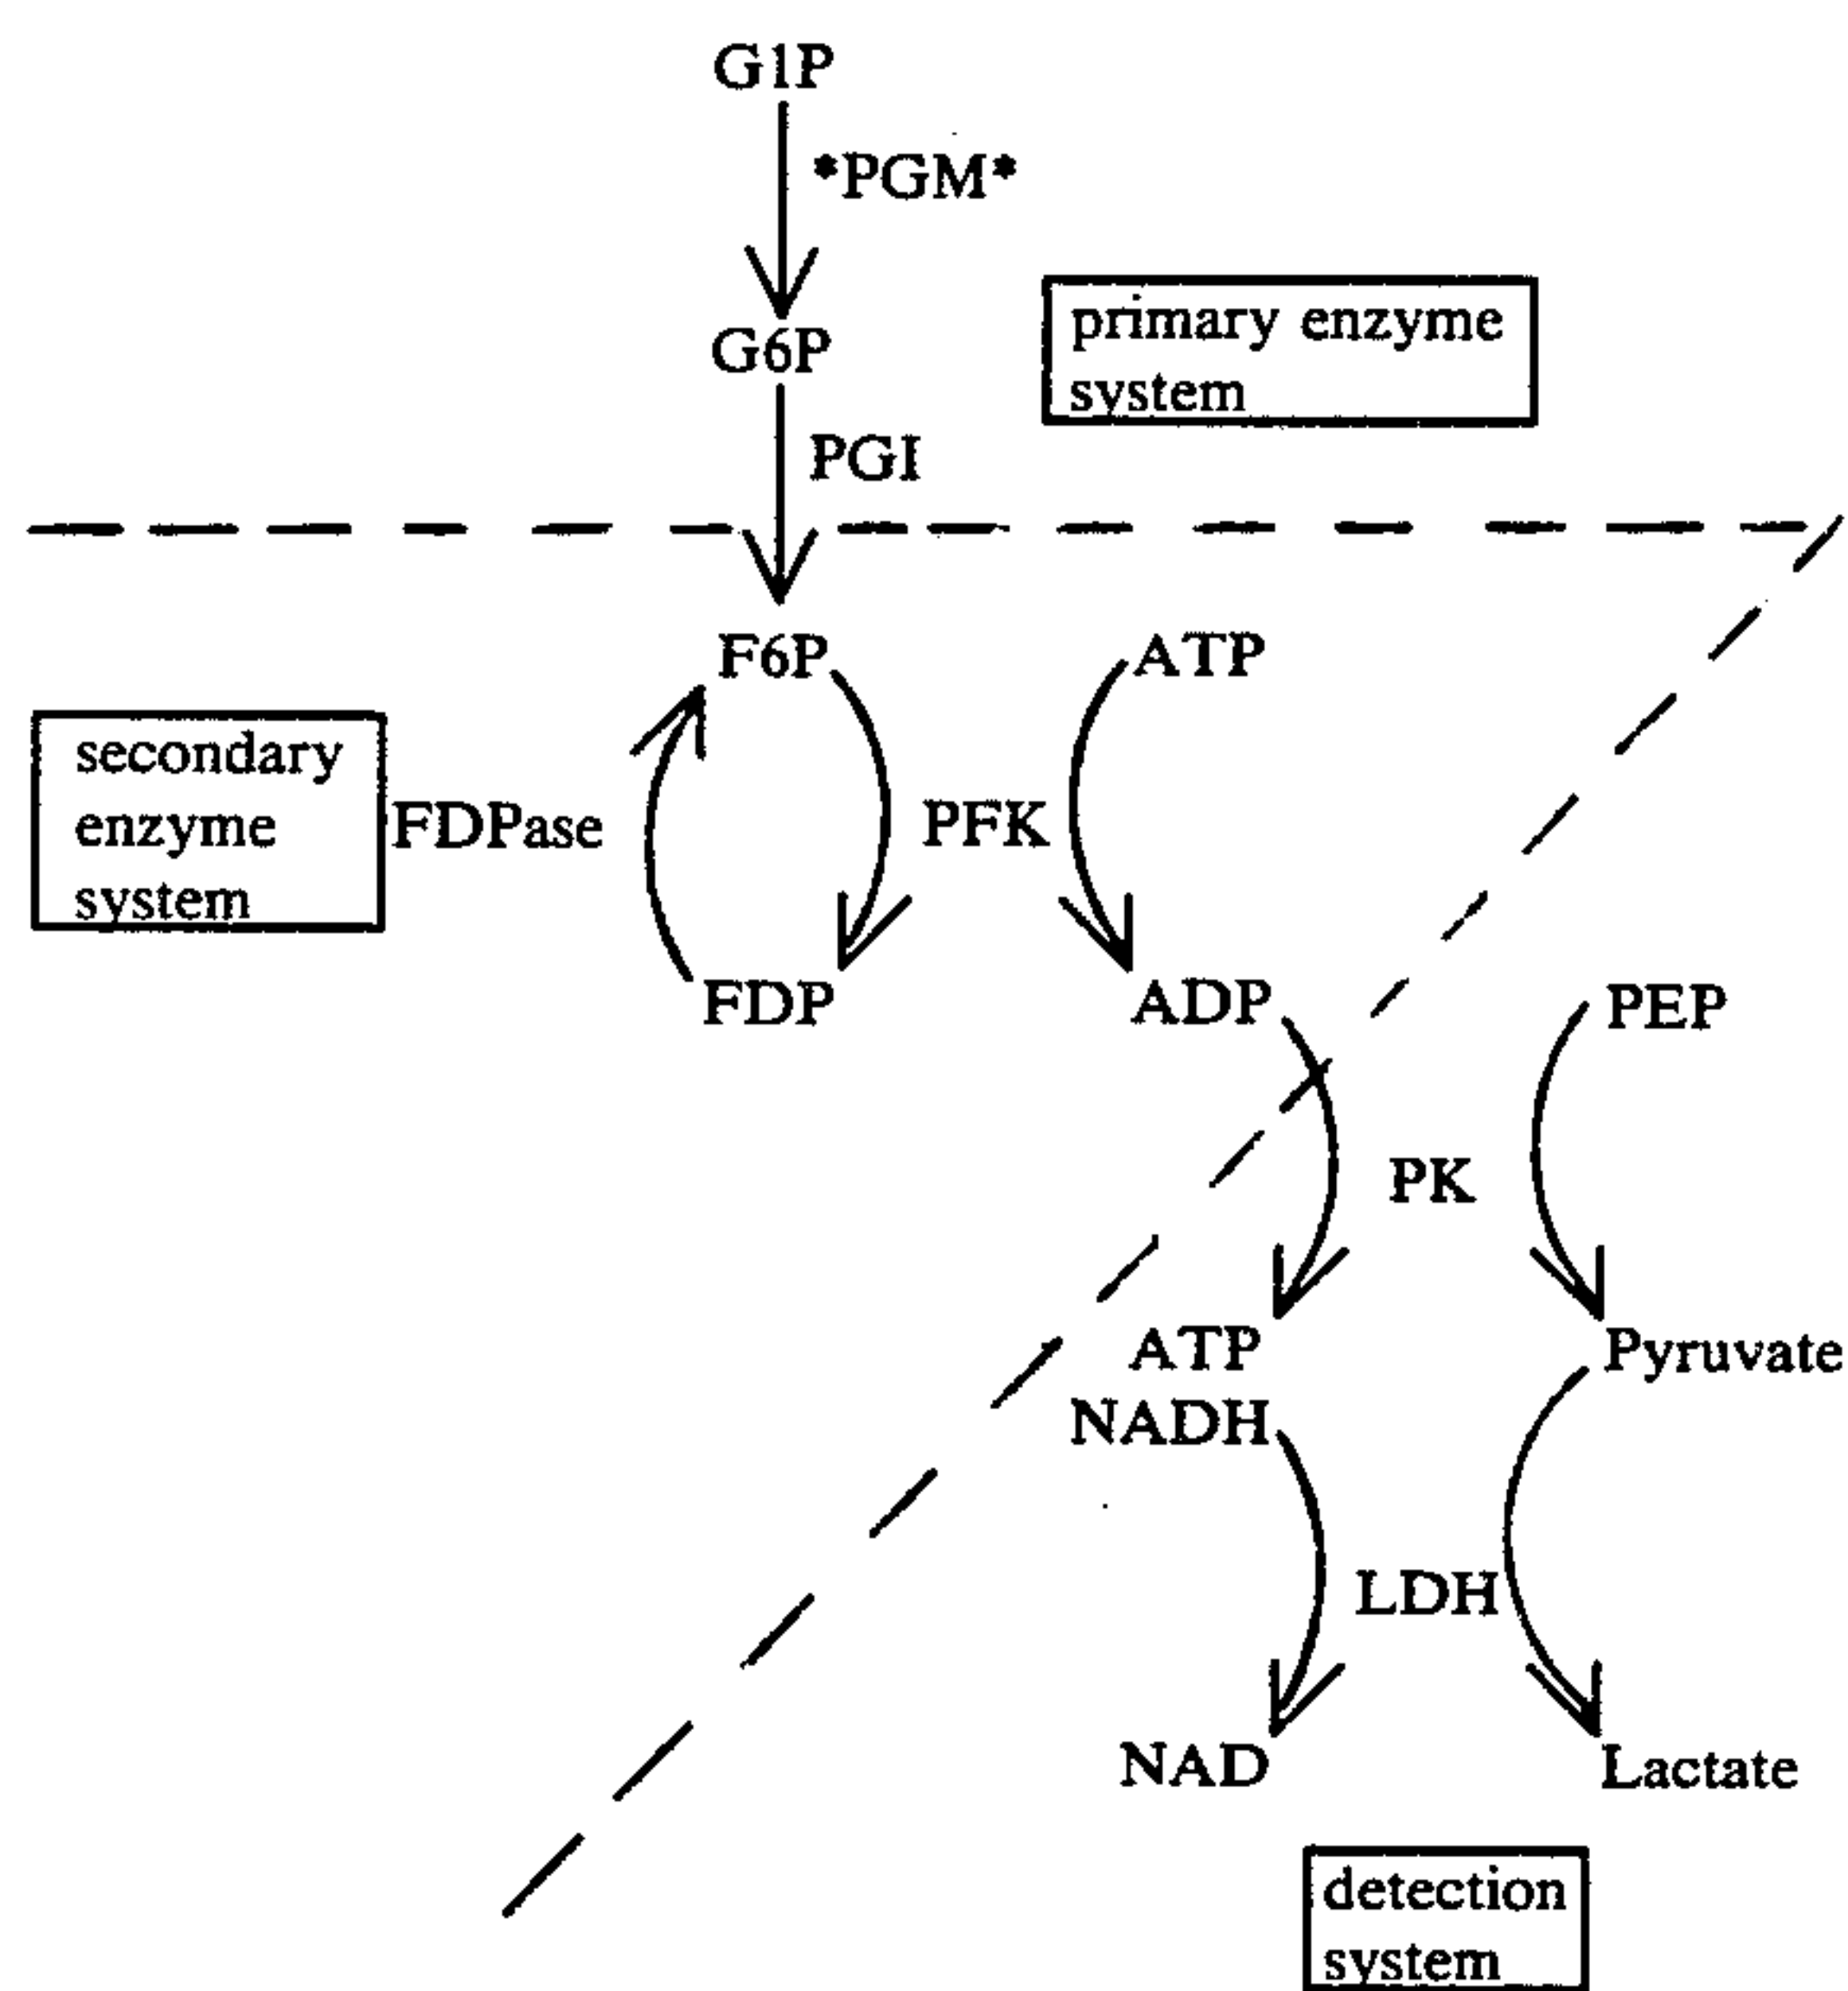 G1P
*PGM*
primary enzyme
system
G6P
PGI
F6P
ATP
secondary
enzyme
system
FDPase
PFK
FDP
ADP
PEP
PK
ATP
Pyruvate
NADH
LDH
NAD
Lactate
detection
system